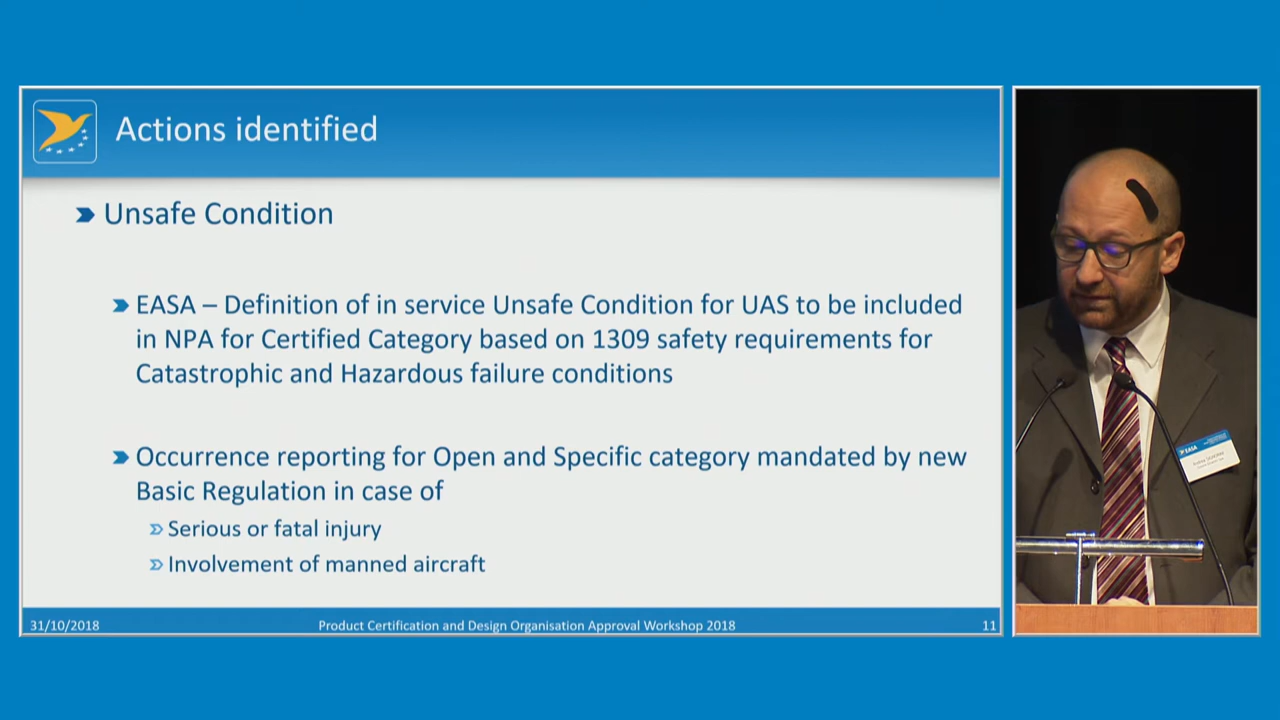 Actions identified
Unsafe Condition
EASA – Definition of in service Unsafe Condition for UAS to be included
in NPA for Certified Category based on 1309 safety requirements for
Catastrophic and Hazardous failure conditions
Occurrence reporting for Open and Specific category mandated by new
Basic Regulation in case of
Serious or fatal injury
Involvement of manned aircraft
31/10/2018
Product Certification and Design Organisation Approval Workshop 2018
11
EASA